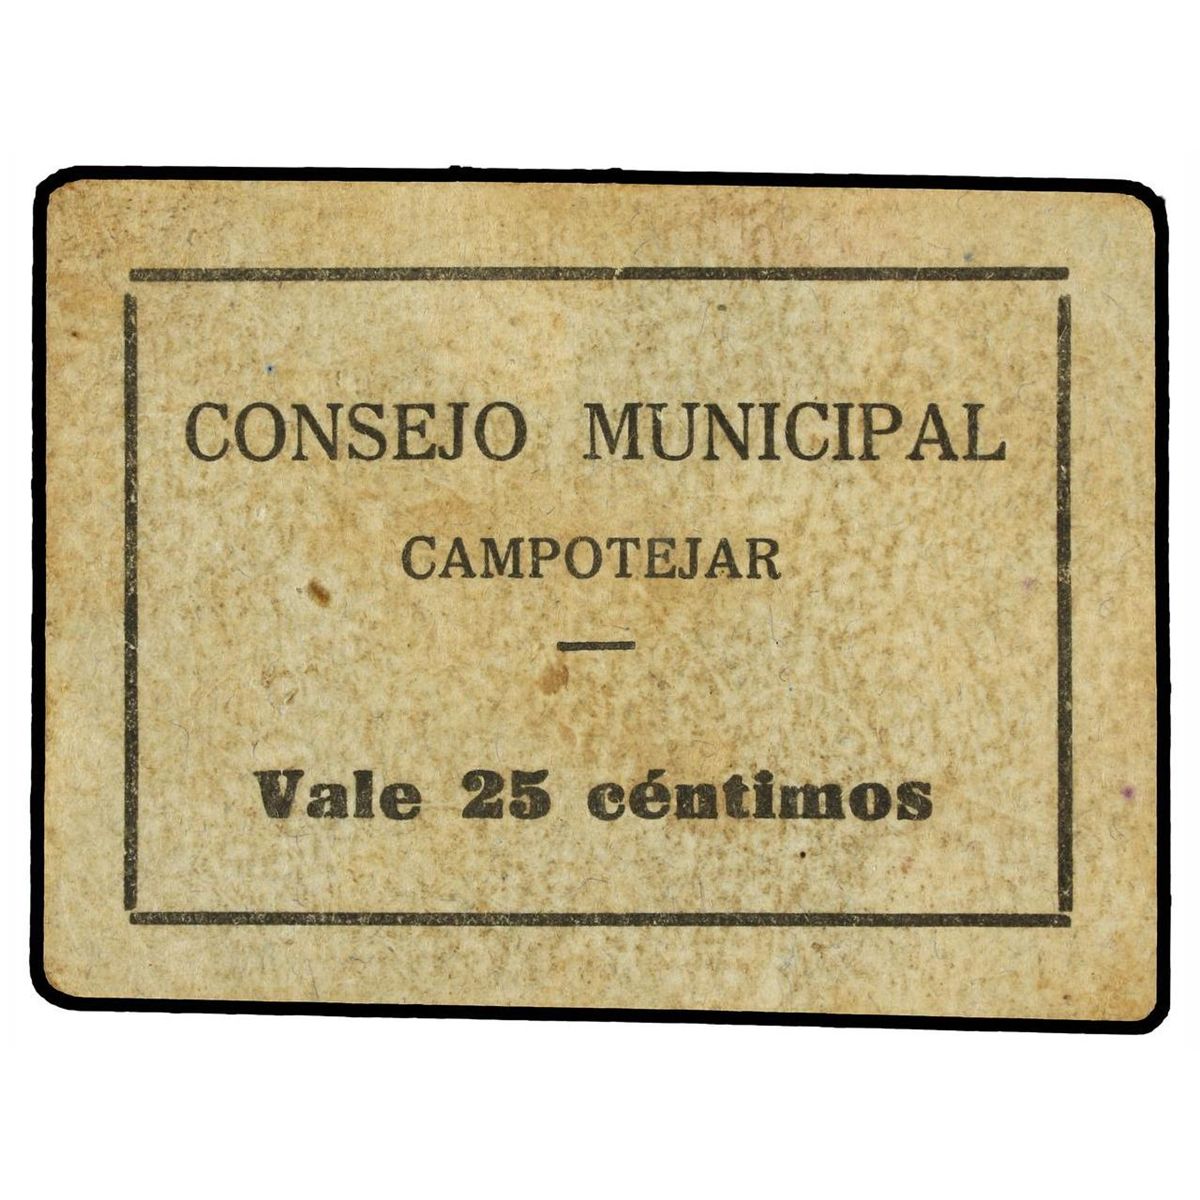 CONSEJO MUNICIPAL
CAMPOTEJAR
Vale 25 céntimos